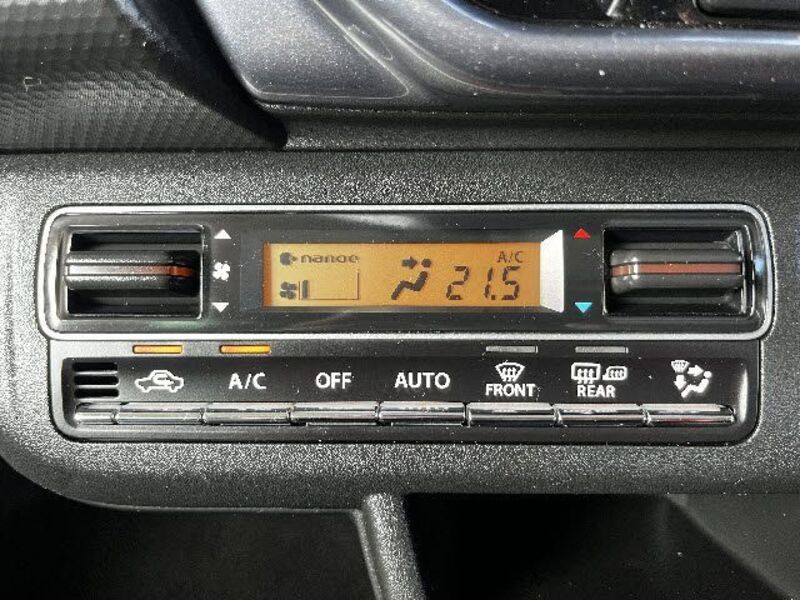 nanoe
A/C
21.5
A/C
OFF
AUTO
FRONT
REAR